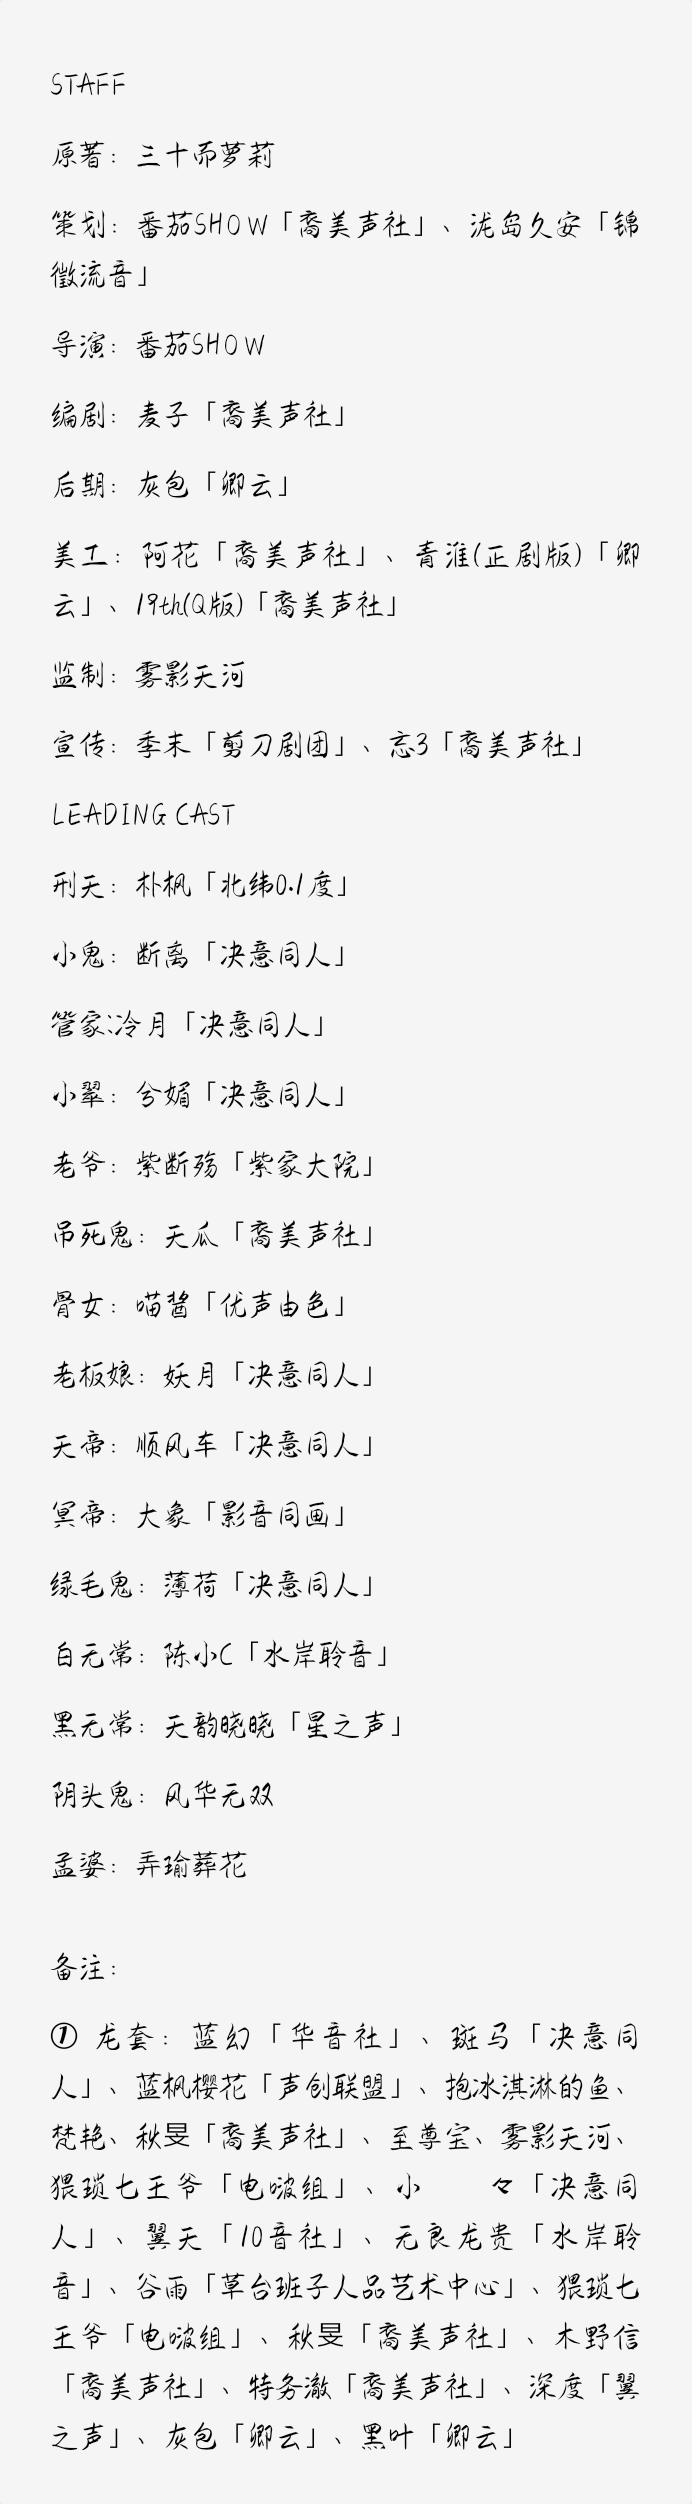 STAFF
原著：三十而萝莉
策划：番茄SHOW「裔美声社」、泷岛久安「锦
徵流音」
导演：番茄SHOW
编剧：麦子「裔美声社」
后期：灰包「卿云」
美工：阿花「裔美声社」、青淮(正剧版)「卿
云」、19th(Q版)「裔美声社」
监制：雾影天河
宣传：季末「剪刀剧团」、忘3「裔美声社」
LEADING CAST
刑天：朴枫「北纬0.1度」
小鬼：断离「决意同人」
管家:冷月「决意同人」
小翠：兮媚「决意同人」
老爷：紫断殇「紫家大院」
吊死鬼：天瓜「裔美声社」
骨女：喵酱「优声由色」
老板娘：妖月「决意同人」
天帝：顺风车「决意同人」
冥帝：大象「影音同画」
绿毛鬼：薄荷「决意同人」
白无常：陈小C「水岸聆音」
黑无常：天韵晓晓「星之声」
阴头鬼：风华无双
孟婆：弄瑜葬花
备注：
① 龙套：蓝幻「华音社」、斑马「决意同
人」、蓝枫樱花「声创联盟」、抱冰淇淋的鱼、
梵艳、秋旻「裔美声社」、至尊宝、雾影天河、
猥琐七王爷「电啵组」、小 々「决意同
人」、翼天「10音社」、无良龙贵「水岸聆
音」、谷雨「草台班子人品艺术中心」、猥琐七
王爷「电啵组」、秋旻「裔美声社」、木野信
「裔美声社」、特务澈「裔美声社」、深度「翼
之声」、灰包「卿云」、黑叶「卿云」